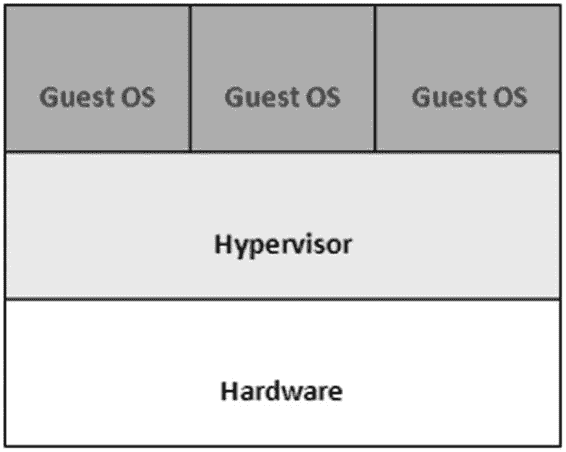 Guest OS Guest OS Guest OS
Hypervisor
Hardware